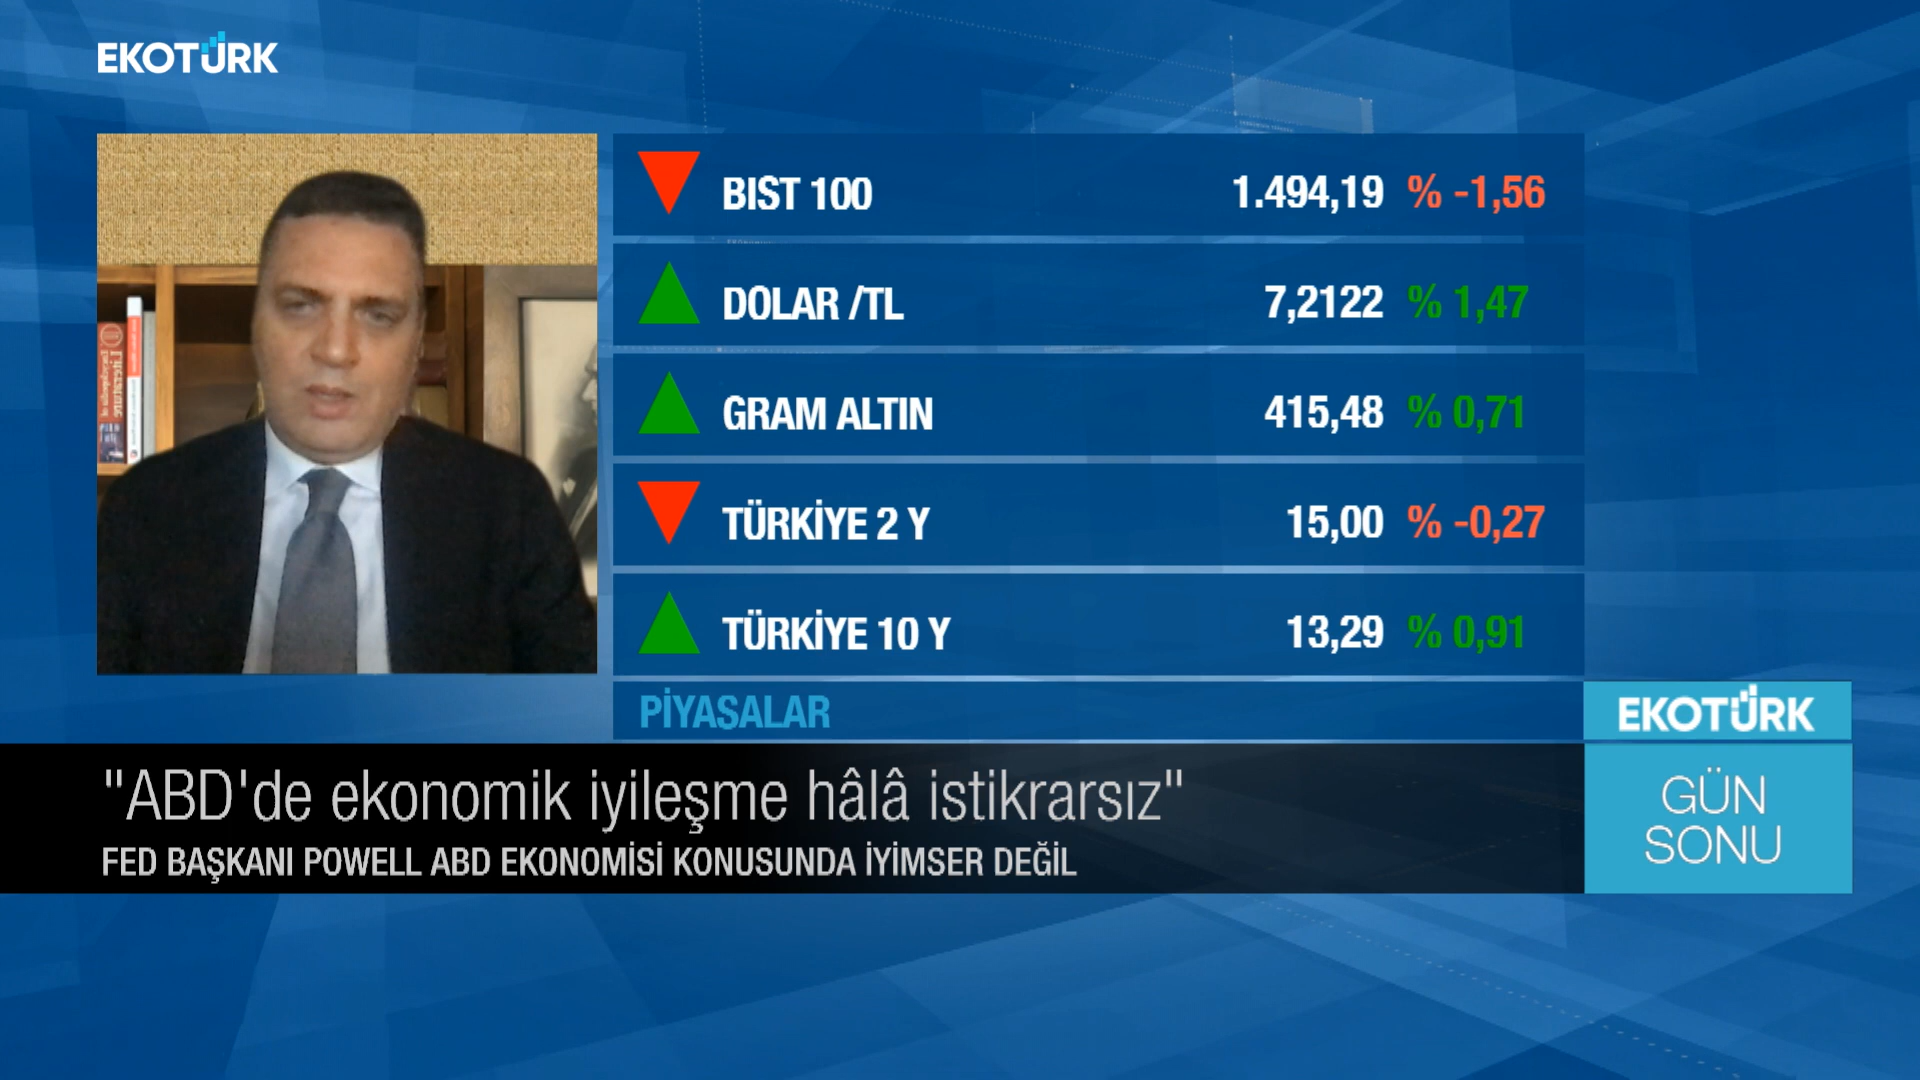 EKOTÜRK
BIST 100 1.494,19 % -1,56
DOLAR /TL 7,2122 % 1,47
GRAM ALTIN 415,48 % 0,71
TÜRKİYE 2 Y 15,00 % -0,27
TÜRKİYE 10 Y 13,29 % 0,91
PİYASALAR
EKOTÜRK
"ABD'de ekonomik iyileşme hâlâ istikrarsız"
FED BAŞKANI POWELL ABD EKONOMİSİ KONUSUNDA İYİMSER DEĞİL
GÜN
SONU